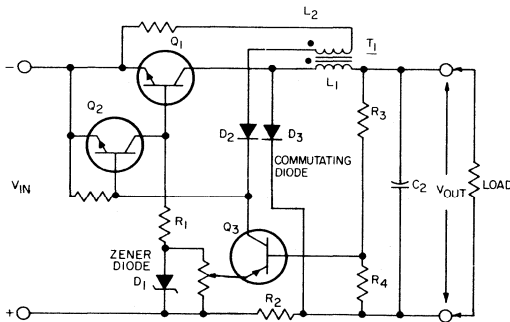 L2
Q1
T1
L1
−
Q2
D2
D3
R3
COMMUTATING
DIODE
VIN
C2
VOUT
LOAD
R1
Q3
ZENER
DIODE
D1
R2
R4
+